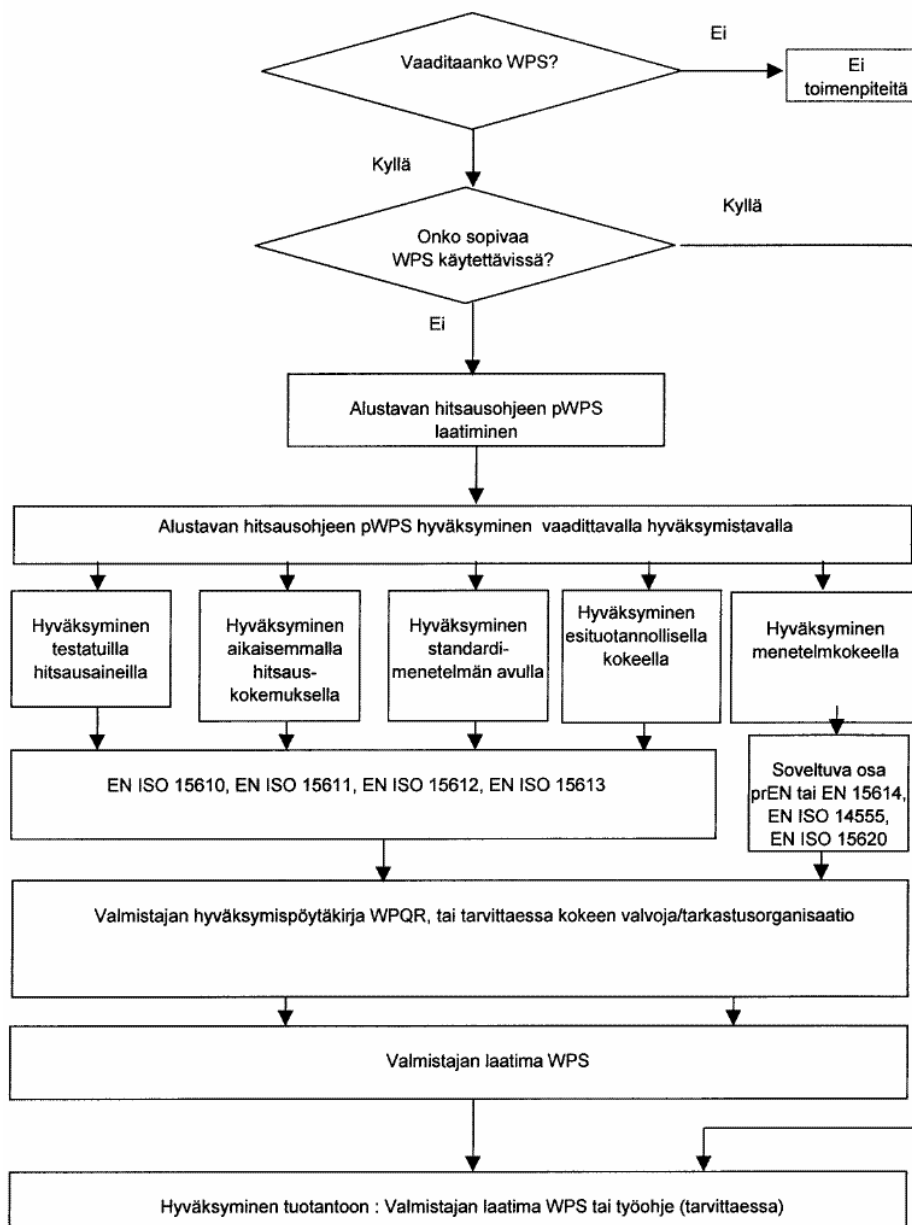 Ei
Vaaditaanko WPS?
Ei
toimenpiteitä
Kyllä
Kyllä
Onko sopivaa
WPS käytettävissä?
Ei
Alustavan hitsausohjeen pWPS
laatiminen
Alustavan hitsausohjeen pWPS hyväksyminen vaadittavalla hyväksymistavalla
Hyväksyminen
testatuilla
hitsausaineilla
Hyväksyminen
aikaisemmalla
hitsaus-
kokemuksella
Hyväksyminen
standardi-
menetelmän avulla
Hyväksyminen
esituotannollisella
kokeella
Hyväksyminen
menetelmkokeella
EN ISO 15610, EN ISO 15611, EN ISO 15612, EN ISO 15613
Soveltuva osa
prEN tai EN 15614,
EN ISO 14555,
EN ISO 15620
Valmistajan hyväksymispöytäkirja WPQR, tai tarvittaessa kokeen valvoja/tarkastusorganisaatio
Valmistajan laatima WPS
Hyväksyminen tuotantoon : Valmistajan laatima WPS tai työohje (tarvittaessa)